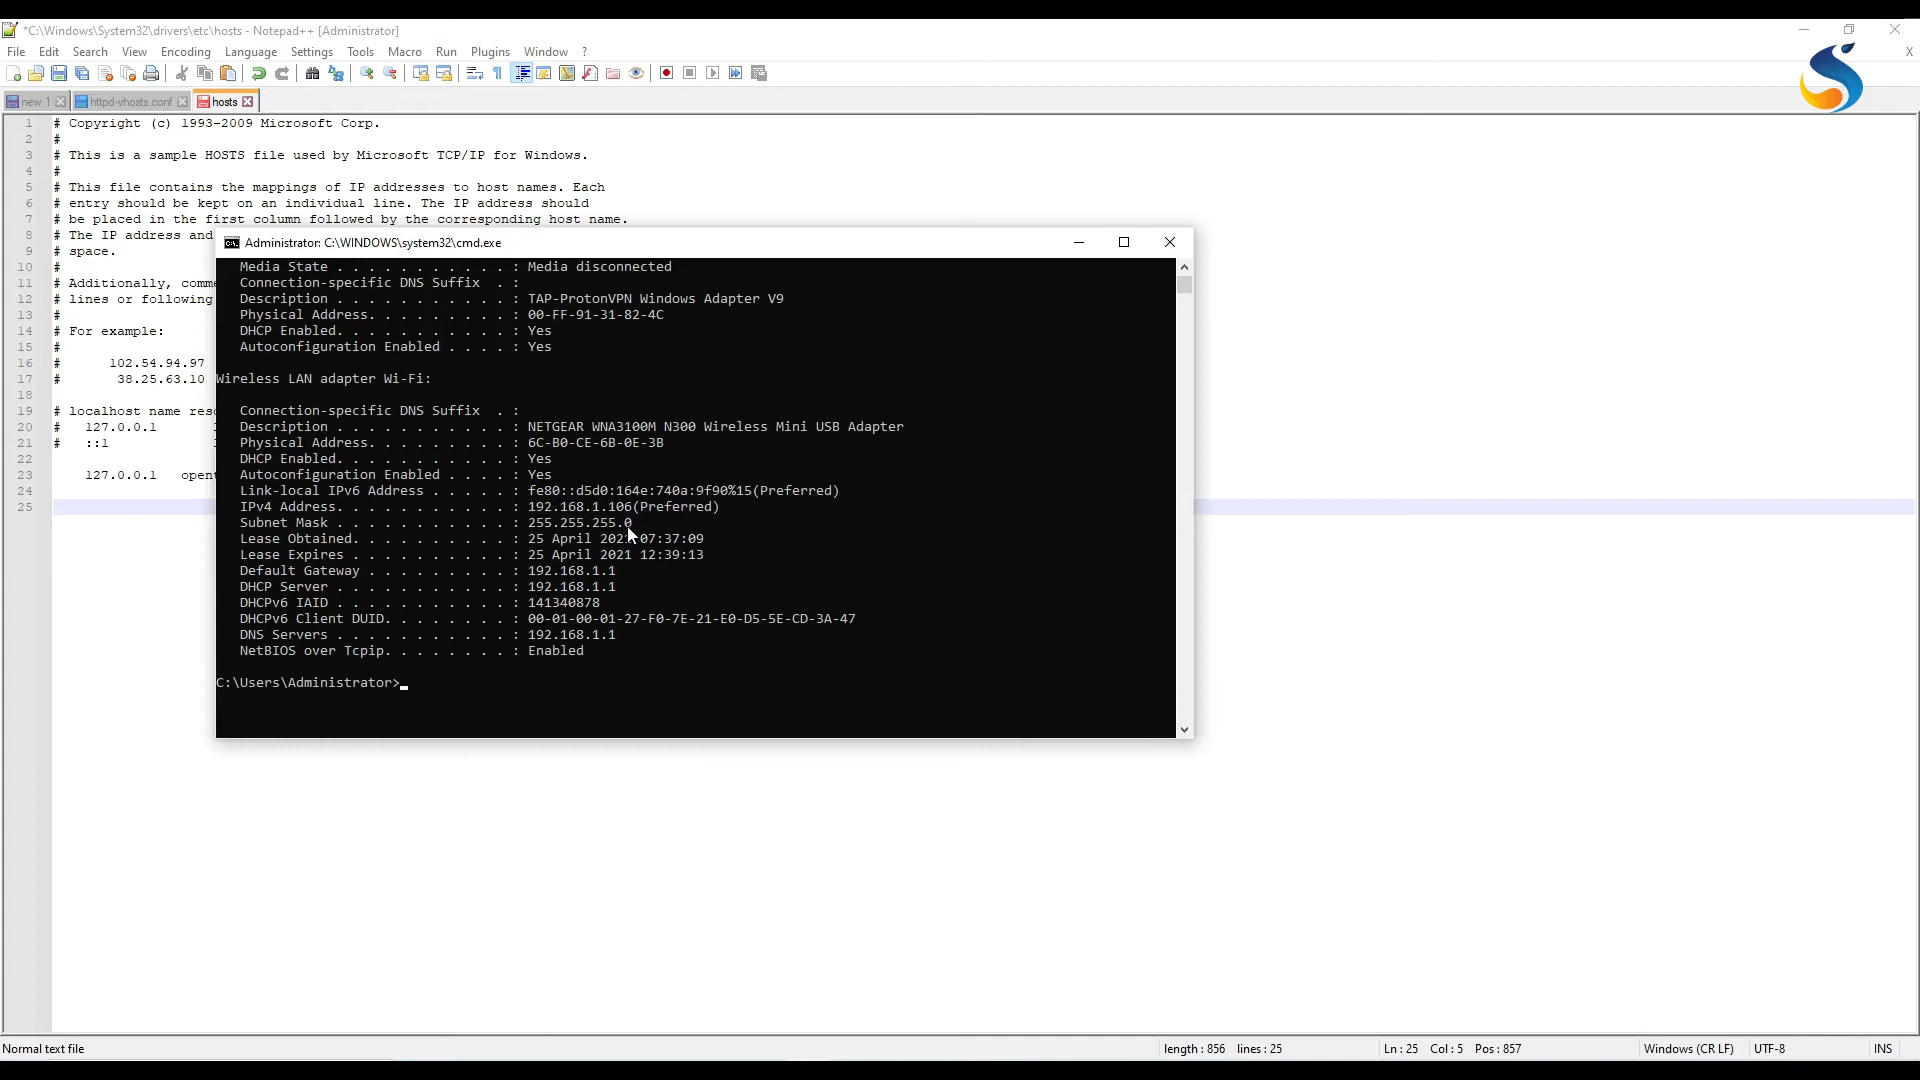 *C:\Windows\System32\drivers\etc\hosts - Notepad++ [Administrator]
File Edit Search View Encoding Language Settings Tools Macro Run Plugins Window ? X
new 1 httpd-vhosts.conf hosts
1 # Copyright (c) 1993-2009 Microsoft Corp.
2 #
3 # This is a sample HOSTS file used by Microsoft TCP/IP for Windows.
4 #
5 # This file contains the mappings of IP addresses to host names. Each
6 # entry should be kept on an individual line. The IP address should
7 # be placed in the first column followed by the corresponding host name.
8 # The IP address and
9 # space.
10 #
11 # Additionally, comme
12 # lines or following
13 #
14 # For example:
15 #
16 # 102.54.94.97
17 # 38.25.63.10
18
19 # localhost name reso
20 # 127.0.0.1
21 # ::1
22
23 127.0.0.1 opent
24
25
Administrator: C:\WINDOWS\system32\cmd.exe
Media State . . . . . . . . . . . : Media disconnected
Connection-specific DNS Suffix . :
Description . . . . . . . . . . . : TAP-ProtonVPN Windows Adapter V9
Physical Address. . . . . . . . . : 00-FF-91-31-82-4C
DHCP Enabled. . . . . . . . . . . : Yes
Autoconfiguration Enabled . . . . : Yes
Wireless LAN adapter Wi-Fi:
Connection-specific DNS Suffix . :
Description . . . . . . . . . . . : NETGEAR WNA3100M N300 Wireless Mini USB Adapter
Physical Address. . . . . . . . . : 6C-B0-CE-6B-0E-3B
DHCP Enabled. . . . . . . . . . . : Yes
Autoconfiguration Enabled . . . . : Yes
Link-local IPv6 Address . . . . . : fe80::d5d0:164e:740a:9f90%15(Preferred)
IPv4 Address. . . . . . . . . . . : 192.168.1.106(Preferred)
Subnet Mask . . . . . . . . . . . : 255.255.255.0
Lease Obtained. . . . . . . . . . : 25 April 2021 07:37:09
Lease Expires . . . . . . . . . . : 25 April 2021 12:39:13
Default Gateway . . . . . . . . . : 192.168.1.1
DHCP Server . . . . . . . . . . . : 192.168.1.1
DHCPv6 IAID . . . . . . . . . . . : 141340878
DHCPv6 Client DUID. . . . . . . . : 00-01-00-01-27-F0-7E-21-E0-D5-5E-CD-3A-47
DNS Servers . . . . . . . . . . . : 192.168.1.1
NetBIOS over Tcpip. . . . . . . . : Enabled
C:\Users\Administrator>_
Normal text file length : 856 lines : 25 Ln : 25 Col : 5 Pos : 857 Windows (CR LF) UTF-8 INS